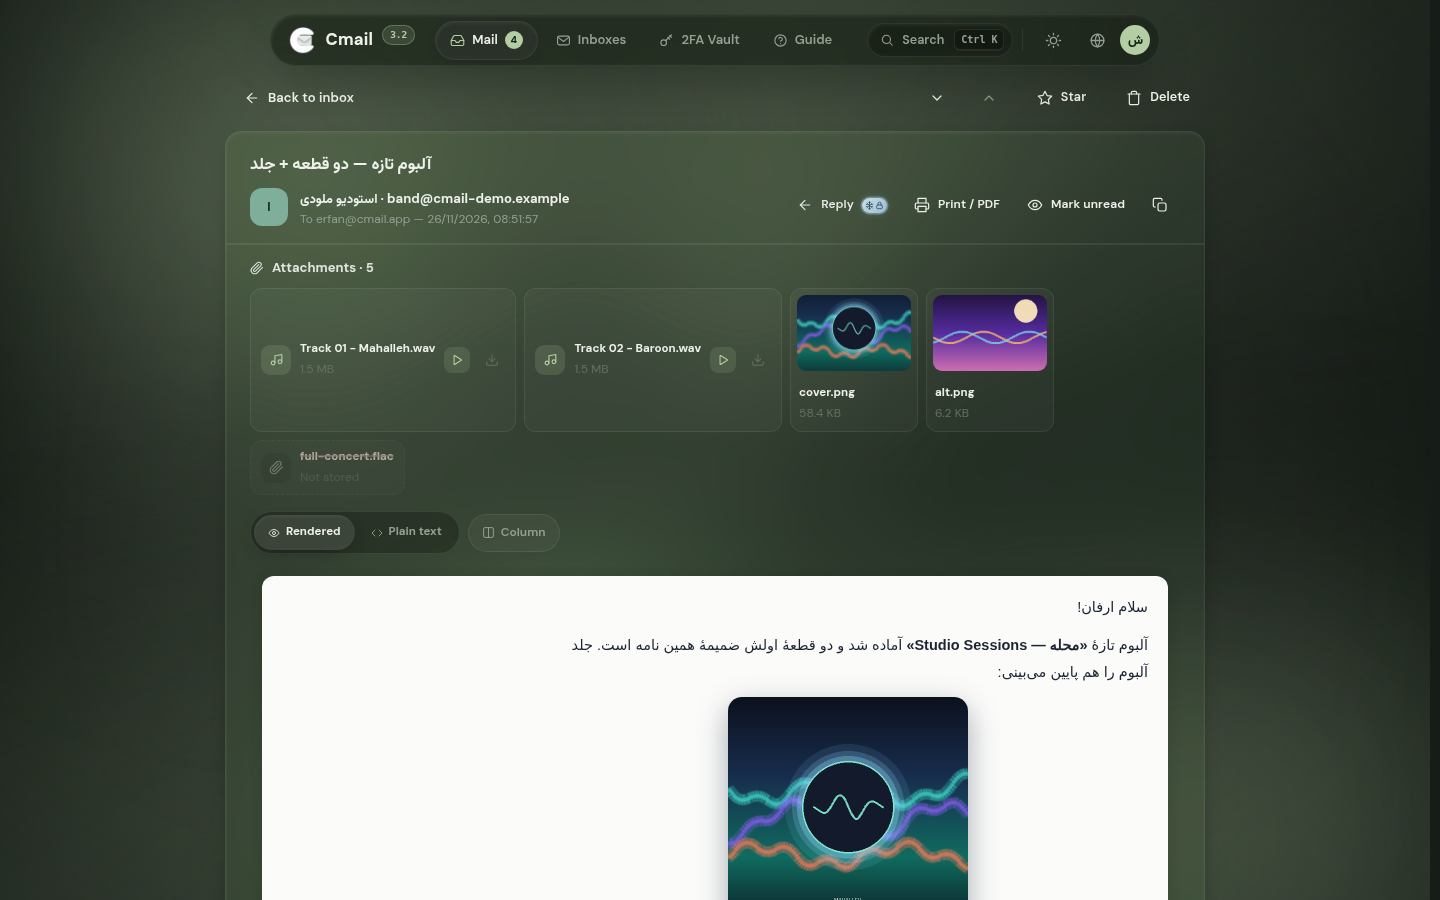 Cmail 3.2 Mail 4 Inboxes 2FA Vault Guide Search Ctrl K ش
Back to inbox Star Delete
آلبوم تازه — دو قطعه + جلد
ا
استودیو ملودی · band@cmail-demo.example
To erfan@cmail.app — 26/11/2026, 08:51:57
Reply Print / PDF Mark unread
Attachments · 5
Track 01 - Mahalleh.wav
1.5 MB
Track 02 - Baroon.wav
1.5 MB
cover.png
58.4 KB
alt.png
6.2 KB
full-concert.flac
Not stored
Rendered Plain text Column
سلام ارفان!
آلبوم تازهٔ «محله — Studio Sessions» آماده شد و دو قطعهٔ اولش ضمیمهٔ همین نامه است. جلد
آلبوم را هم پایین می‌بینی: